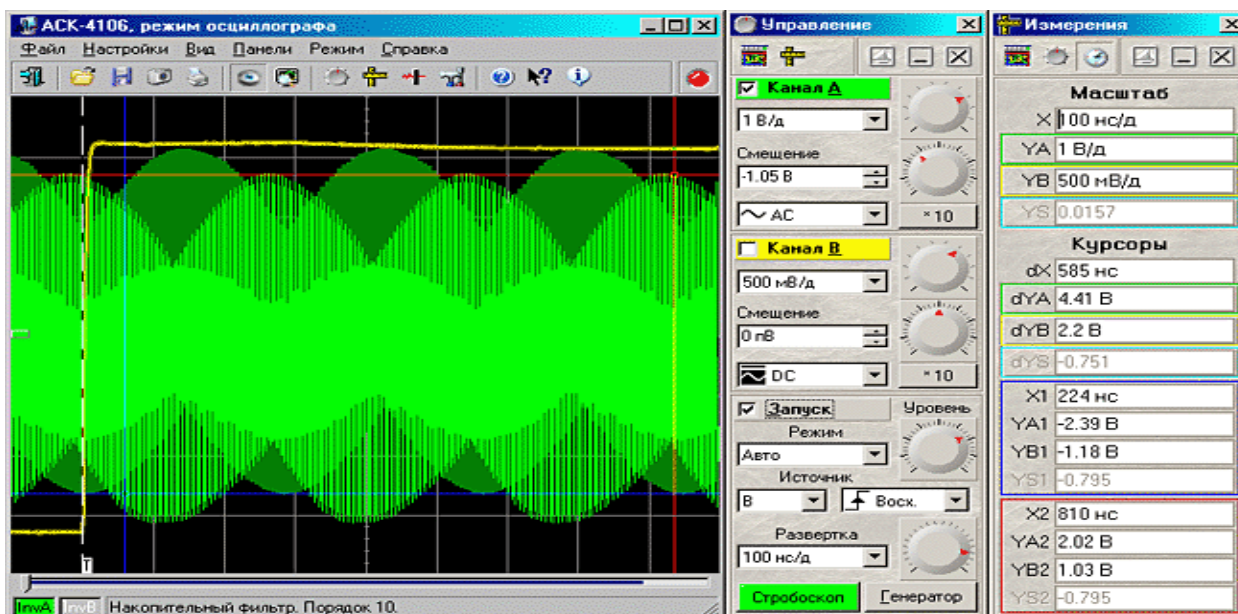 АСК-4106, режим осциллографа
Файл Настройки Вид Панели Режим Справка
T
InvA InvB Накопительный фильтр. Порядок 10.
Управление
Канал A
1 В/д
Смещение
-1.05 В
AC
* 10
Канал B
500 мВ/д
Смещение
0 пВ
DC
* 10
Запуск Уровень
Режим
Авто
Источник
B Восх.
Развертка
100 нс/д
Стробоскоп Генератор
Измерения
Масштаб
X 100 нс/д
YA 1 В/д
YB 500 мВ/д
YS 0.0157
Курсоры
dX 585 нс
dYA 4.41 В
dYB 2.2 В
dYS -0.751
X1 224 нс
YA1 -2.39 В
YB1 -1.18 В
YS1 -0.795
X2 810 нс
YA2 2.02 В
YB2 1.03 В
YS2 -0.795